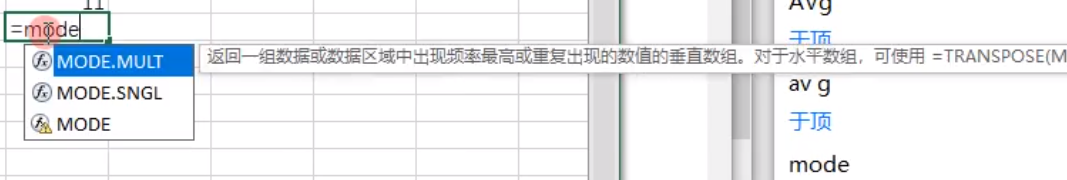 11
=mode
MODE.MULT
返回一组数据或数据区域中出现频率最高或重复出现的数值的垂直数组。对于水平数组，可使用 =TRANSPOSE(M
MODE.SNGL
MODE
Avg
于顶
av g
于顶
mode